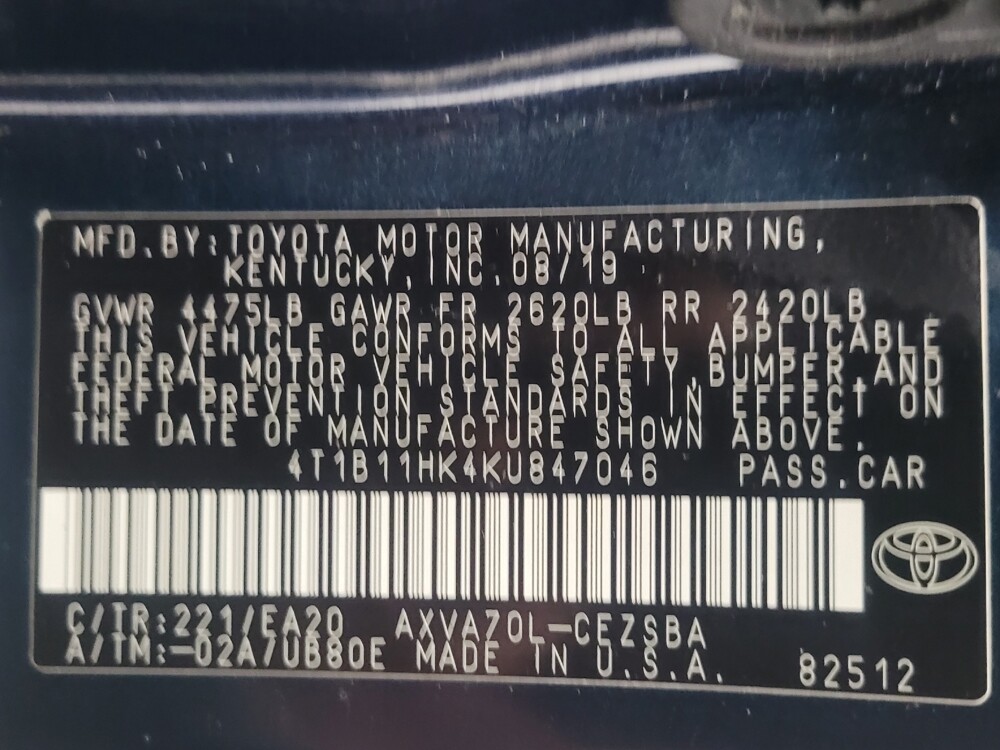 MFD.BY:TOYOTA MOTOR MANUFACTURING,
KENTUCKY,INC.08/19
GVWR 4475LB GAWR FR 2620LB RR 2420LB
THIS VEHICLE CONFORMS TO ALL APPLICABLE
FEDERAL MOTOR VEHICLE SAFETY,BUMPER,AND
THEFT PREVENTION STANDARDS IN EFFECT ON
THE DATE OF MANUFACTURE SHOWN ABOVE.
4T1B11HK4KU847046 PASS.CAR
C/TR:221/EA20 AXVA70L-CEZSBA
A/TM:-02A/UB80E MADE IN U.S.A. 82512